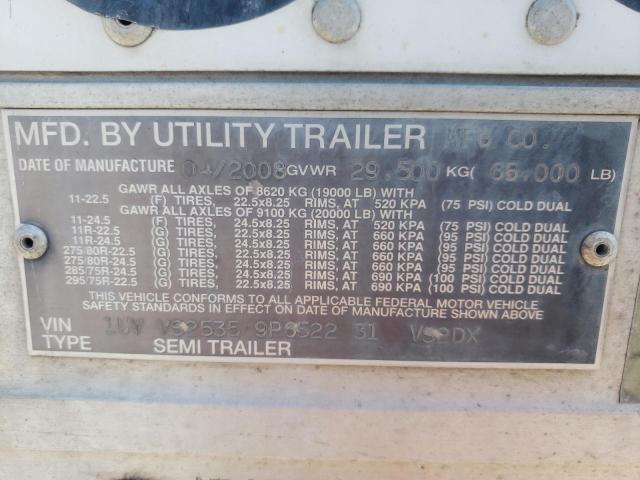 MFD. BY UTILITY TRAILER MFG CO.
DATE OF MANUFACTURE 04/2008 GVWR 29.500 KG( 65.000 LB)
GAWR ALL AXLES OF 8620 KG (19000 LB) WITH
11-22.5 (F) TIRES, 22.5x8.25 RIMS, AT 520 KPA (75 PSI) COLD DUAL
GAWR ALL AXLES OF 9100 KG (20000 LB) WITH
11-24.5 (F) TIRES, 24.5x8.25 RIMS, AT 520 KPA (75 PSI) COLD DUAL
11R-22.5 (G) TIRES, 22.5x8.25 RIMS, AT 660 KPA (95 PSI) COLD DUAL
11R-24.5 (G) TIRES, 24.5x8.25 RIMS, AT 660 KPA (95 PSI) COLD DUAL
275/80R-22.5 (G) TIRES, 22.5x8.25 RIMS, AT 660 KPA (95 PSI) COLD DUAL
275/80R-24.5 (G) TIRES, 24.5x8.25 RIMS, AT 660 KPA (95 PSI) COLD DUAL
285/75R-24.5 (G) TIRES, 24.5x8.25 RIMS, AT 690 KPA (100 PSI) COLD DUAL
295/75R-22.5 (G) TIRES, 22.5x8.25 RIMS, AT 690 KPA (100 PSI) COLD DUAL
THIS VEHICLE CONFORMS TO ALL APPLICABLE FEDERAL MOTOR VEHICLE
SAFETY STANDARDS IN EFFECT ON DATE OF MANUFACTURE SHOWN ABOVE
VIN 1UY VS2535 9P6522 31 VS2DX
TYPE SEMI TRAILER